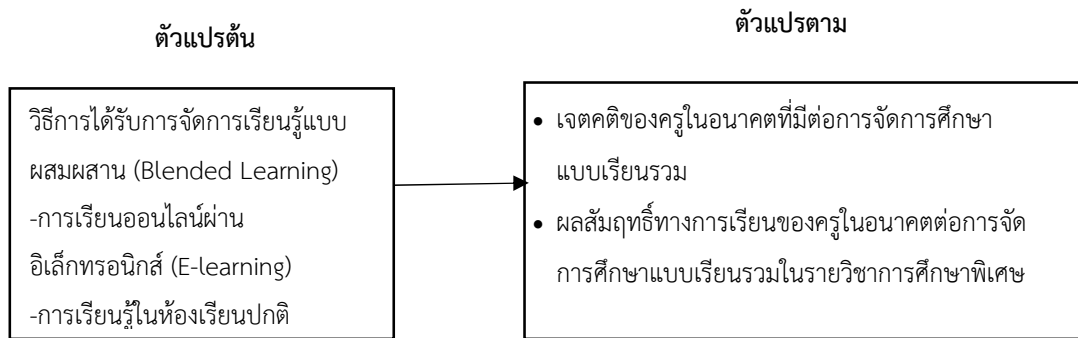 ตัวแปรต้น
วิธีการได้รับการจัดการเรียนรู้แบบ
ผสมผสาน (Blended Learning)
-การเรียนออนไลน์ผ่าน
อิเล็กทรอนิกส์ (E-learning)
-การเรียนรู้ในห้องเรียนปกติ
ตัวแปรตาม
• เจตคติของครูในอนาคตที่มีต่อการจัดการศึกษา
แบบเรียนรวม
• ผลสัมฤทธิ์ทางการเรียนของครูในอนาคตต่อการจัด
การศึกษาแบบเรียนรวมในรายวิชาการศึกษาพิเศษ